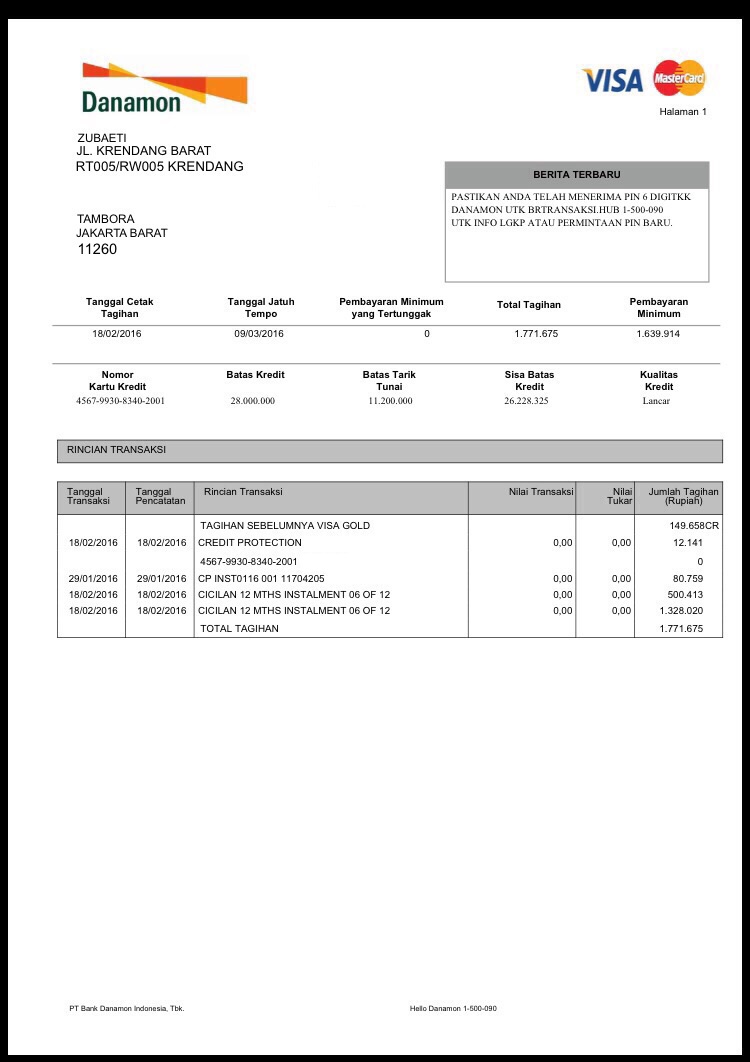 Danamon
VISA MasterCard
Halaman 1
ZUBAETI
JL. KRENDANG BARAT
RT005/RW005 KRENDANG
TAMBORA
JAKARTA BARAT
11260
BERITA TERBARU
PASTIKAN ANDA TELAH MENERIMA PIN 6 DIGITKK
DANAMON UTK BRTRANSAKSI.HUB 1-500-090
UTK INFO LGKP ATAU PERMINTAAN PIN BARU.
Tanggal Cetak Tagihan Tanggal Jatuh Tempo Pembayaran Minimum yang Tertunggak Total Tagihan Pembayaran Minimum
18/02/2016 09/03/2016 0 1.771.675 1.639.914
Nomor Kartu Kredit Batas Kredit Batas Tarik Tunai Sisa Batas Kredit Kualitas Kredit
4567-9930-8340-2001 28.000.000 11.200.000 26.228.325 Lancar
RINCIAN TRANSAKSI
Tanggal Transaksi Tanggal Pencatatan Rincian Transaksi Nilai Transaksi Nilai Tukar Jumlah Tagihan (Rupiah)
TAGIHAN SEBELUMNYA VISA GOLD 149.658CR
18/02/2016 18/02/2016 CREDIT PROTECTION 0,00 0,00 12.141
4567-9930-8340-2001 0
29/01/2016 29/01/2016 CP INST0116 001 11704205 0,00 0,00 80.759
18/02/2016 18/02/2016 CICILAN 12 MTHS INSTALMENT 06 OF 12 0,00 0,00 500.413
18/02/2016 18/02/2016 CICILAN 12 MTHS INSTALMENT 06 OF 12 0,00 0,00 1.328.020
TOTAL TAGIHAN 1.771.675
PT Bank Danamon Indonesia, Tbk. Hello Danamon 1-500-090